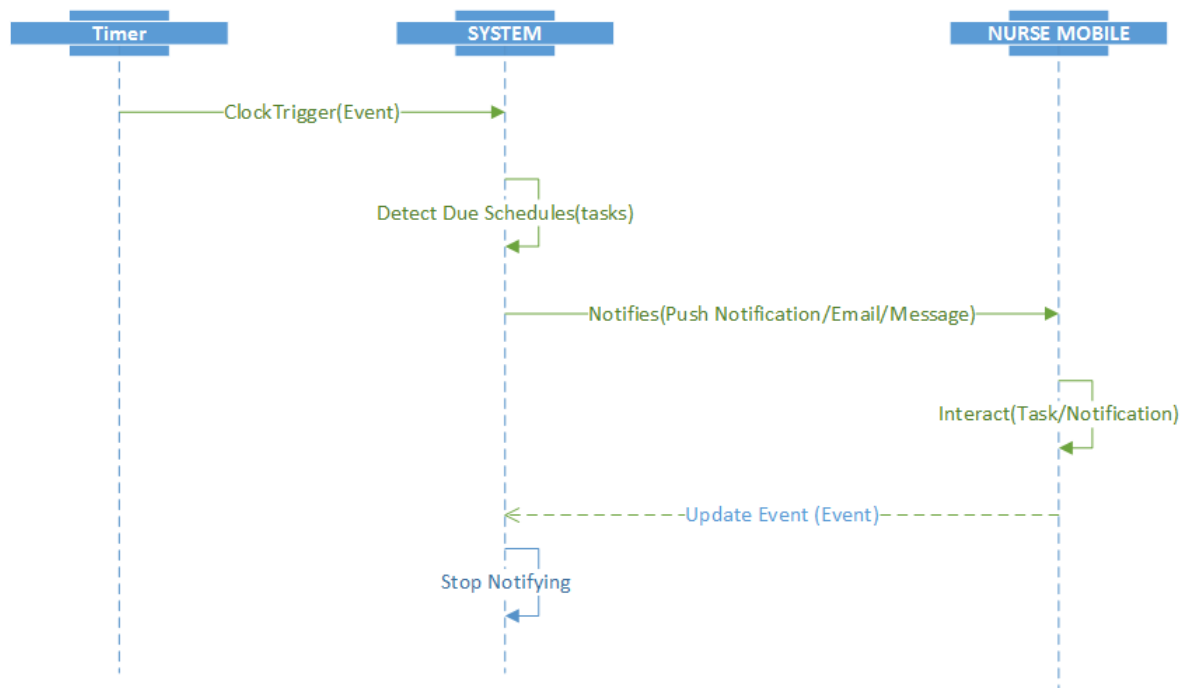 Timer
SYSTEM
NURSE MOBILE
ClockTrigger(Event)
Detect Due Schedules(tasks)
Notifies(Push Notification/Email/Message)
Interact(Task/Notification)
Update Event (Event)
Stop Notifying